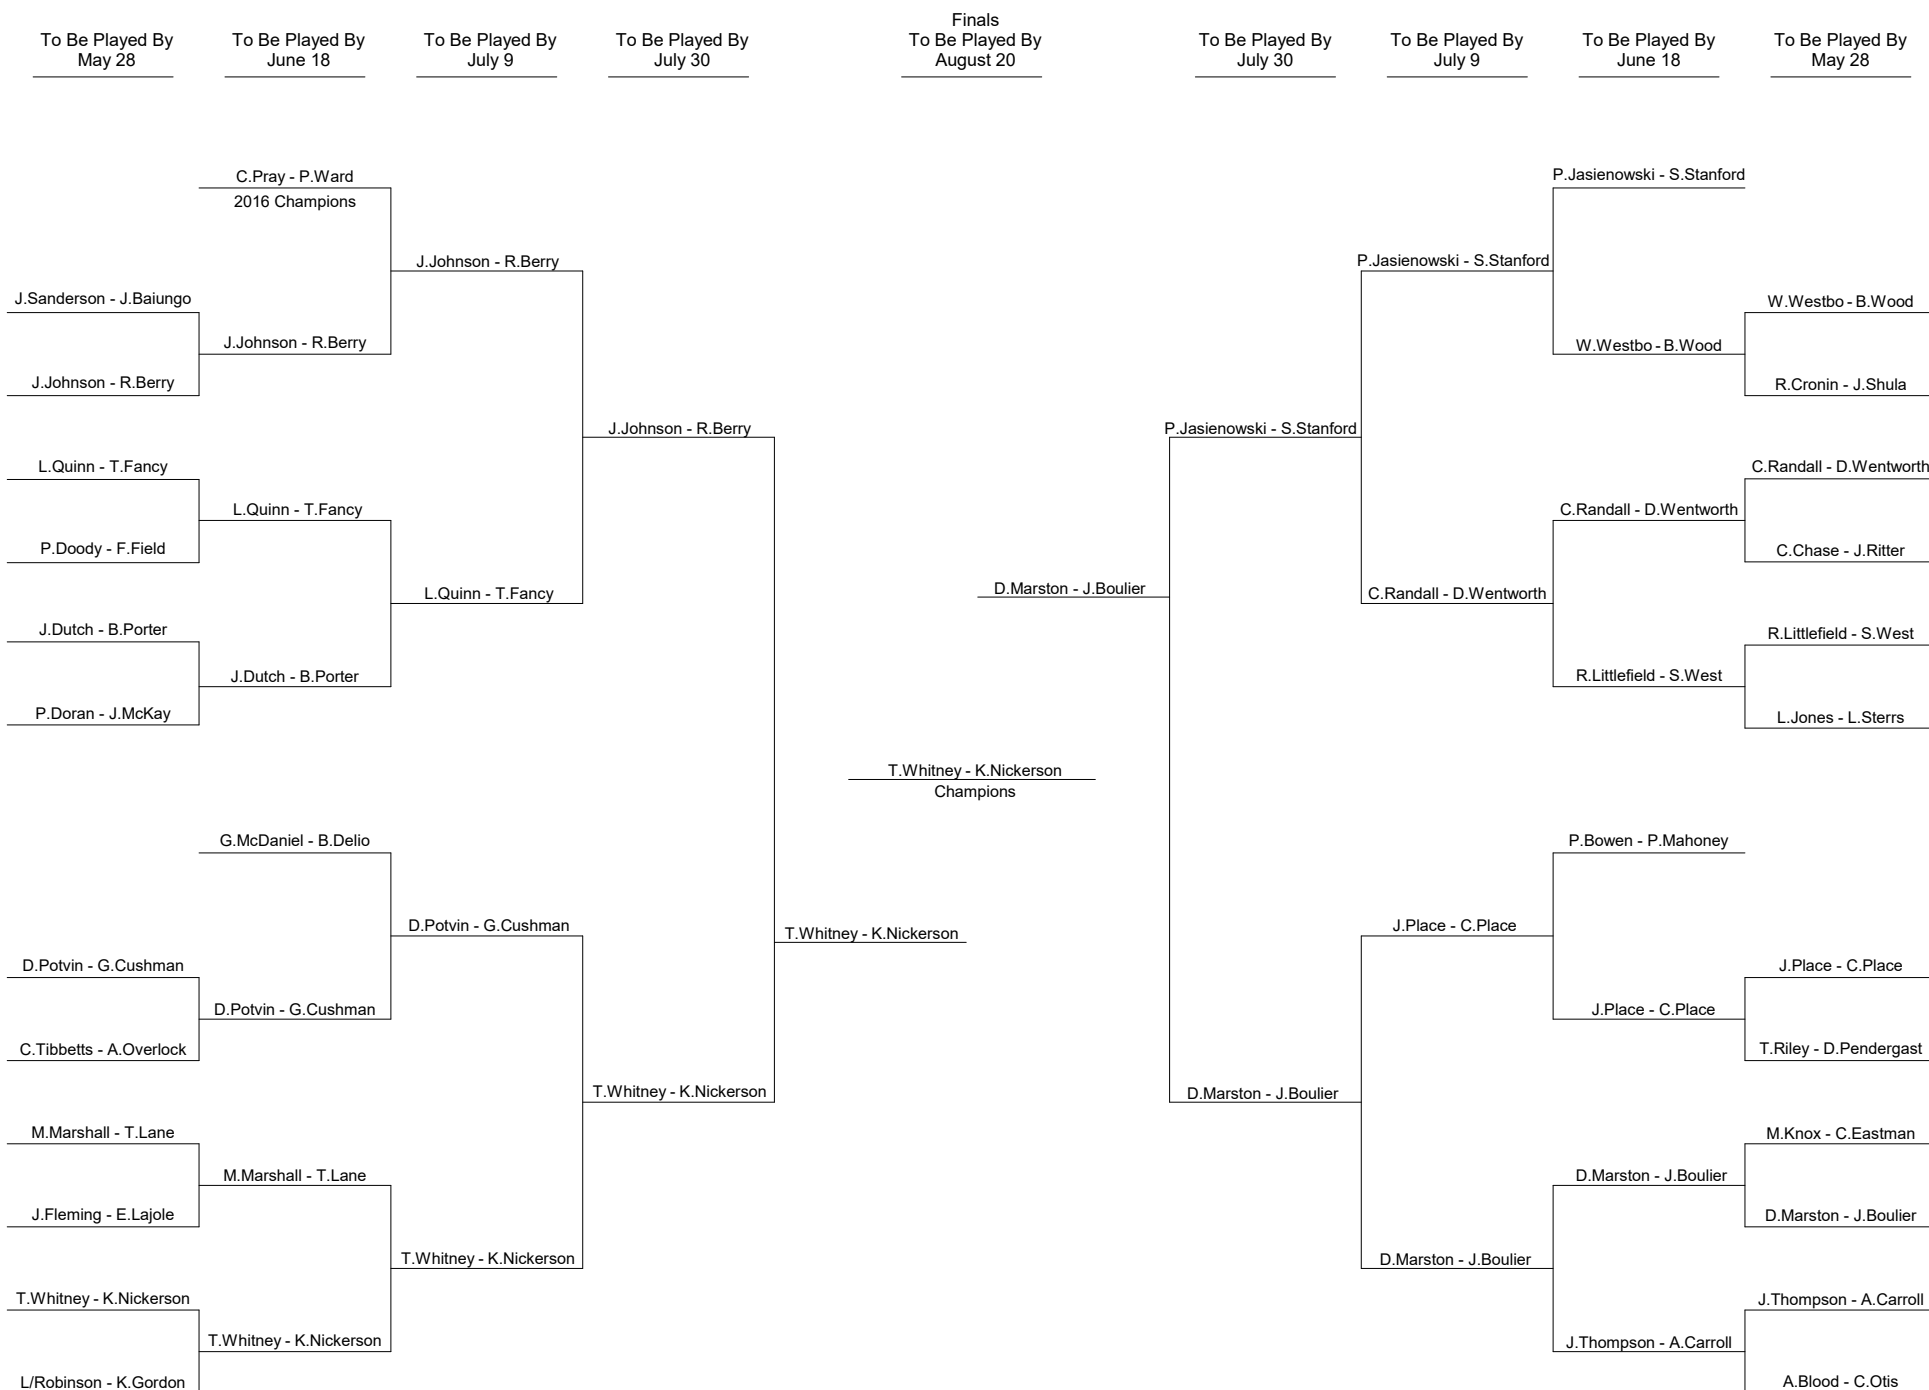 Finals
To Be Played By
May 28
To Be Played By
June 18
To Be Played By
July 9
To Be Played By
July 30
To Be Played By
August 20
To Be Played By
July 30
To Be Played By
July 9
To Be Played By
June 18
To Be Played By
May 28
C.Pray - P.Ward
2016 Champions
P.Jasienowski - S.Stanford
J.Johnson - R.Berry
P.Jasienowski - S.Stanford
J.Sanderson - J.Baiungo
W.Westbo - B.Wood
J.Johnson - R.Berry
W.Westbo - B.Wood
J.Johnson - R.Berry
R.Cronin - J.Shula
J.Johnson - R.Berry
P.Jasienowski - S.Stanford
L.Quinn - T.Fancy
C.Randall - D.Wentworth
L.Quinn - T.Fancy
C.Randall - D.Wentworth
P.Doody - F.Field
C.Chase - J.Ritter
L.Quinn - T.Fancy
D.Marston - J.Boulier
C.Randall - D.Wentworth
J.Dutch - B.Porter
R.Littlefield - S.West
J.Dutch - B.Porter
R.Littlefield - S.West
P.Doran - J.McKay
L.Jones - L.Sterrs
T.Whitney - K.Nickerson
Champions
G.McDaniel - B.Delio
P.Bowen - P.Mahoney
D.Potvin - G.Cushman
T.Whitney - K.Nickerson
J.Place - C.Place
D.Potvin - G.Cushman
J.Place - C.Place
D.Potvin - G.Cushman
J.Place - C.Place
C.Tibbetts - A.Overlock
T.Riley - D.Pendergast
T.Whitney - K.Nickerson
D.Marston - J.Boulier
M.Marshall - T.Lane
M.Knox - C.Eastman
M.Marshall - T.Lane
D.Marston - J.Boulier
J.Fleming - E.Lajole
D.Marston - J.Boulier
T.Whitney - K.Nickerson
D.Marston - J.Boulier
T.Whitney - K.Nickerson
J.Thompson - A.Carroll
T.Whitney - K.Nickerson
J.Thompson - A.Carroll
L/Robinson - K.Gordon
A.Blood - C.Otis